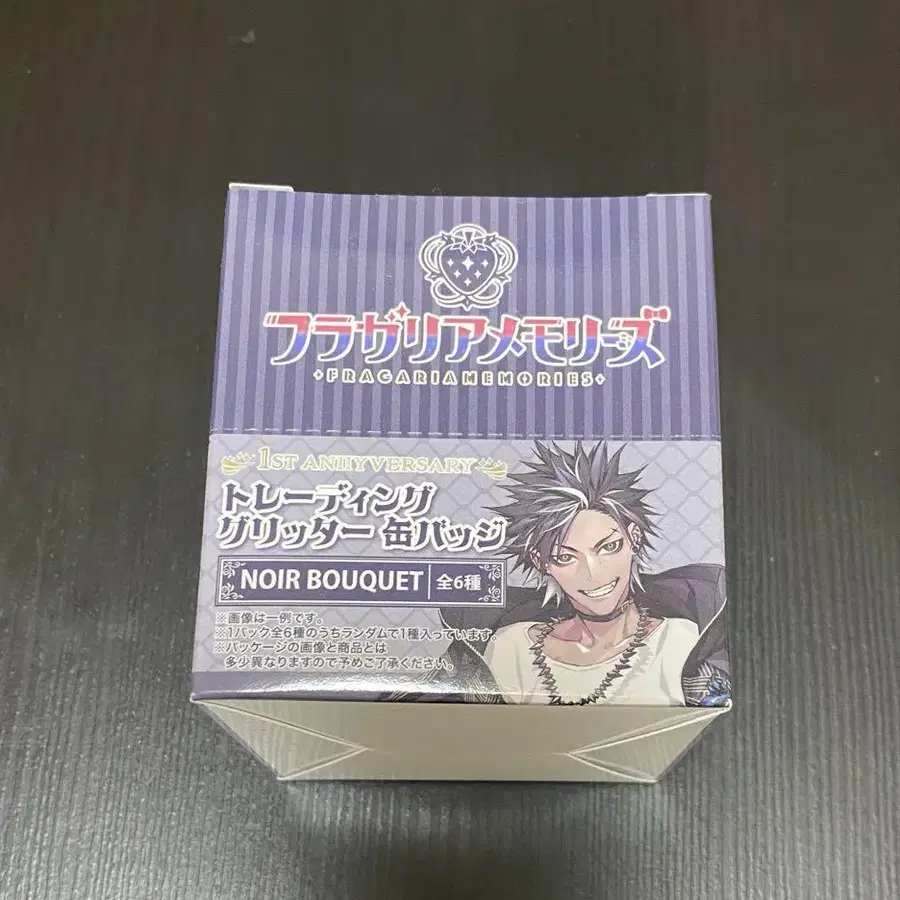 フラガリアメモリーズ
FRAGARIAMEMORIES
1ST ANIIYVERSARY
トレーディング
グリッター 缶バッジ
NOIR BOUQUET 全6種
※画像は一例です。
※1パック全6種のうちランダムで1種入っています。
※パッケージの画像と商品とは
多少異なりますので予めご了承ください。